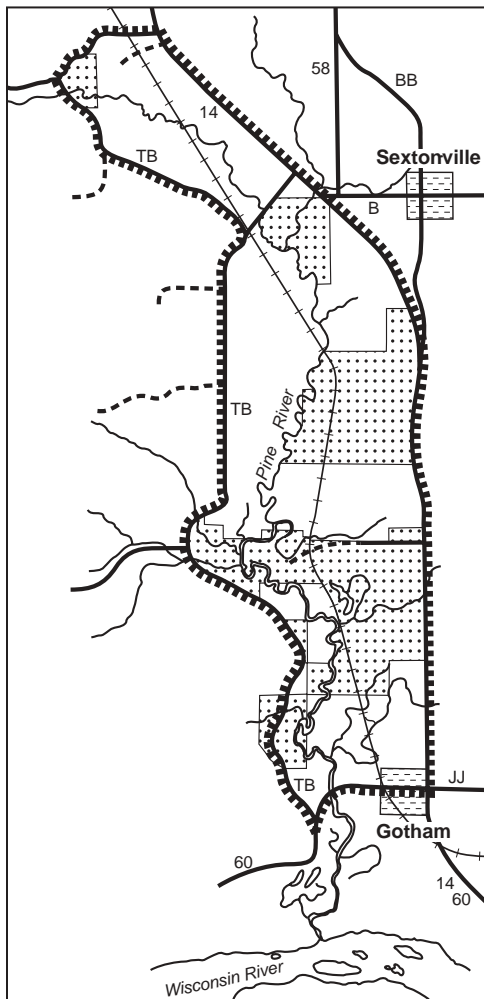 58
BB
14
Sextonville
TB
B
TB
Pine River
TB
JJ
Gotham
60
14
60
Wisconsin River